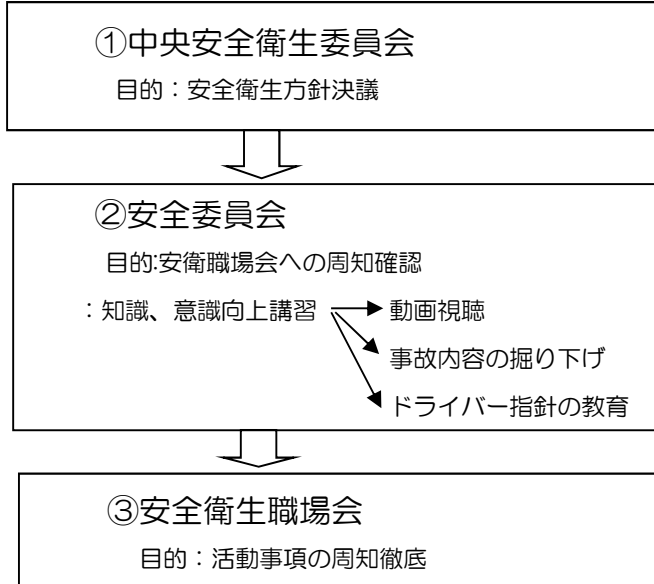 ①中央安全衛生委員会
目的：安全衛生方針決議
②安全委員会
目的:安衛職場会への周知確認
：知識、意識向上講習
動画視聴
事故内容の掘り下げ
ドライバー指針の教育
③安全衛生職場会
目的：活動事項の周知徹底